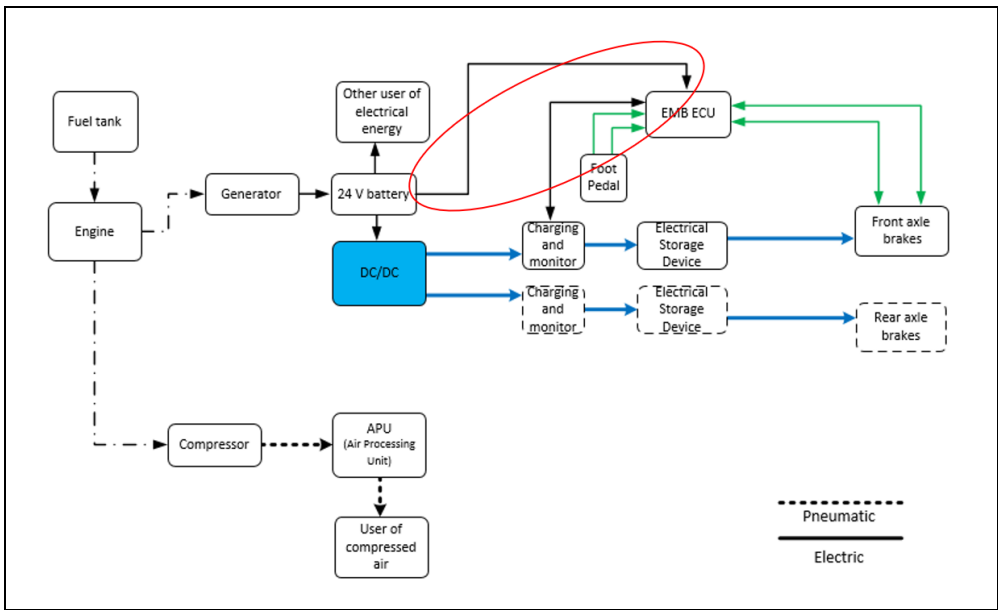 Fuel tank
Other user of
electrical
energy
EMB ECU
Foot
Pedal
Generator
24 V battery
Engine
Charging
and
monitor
Electrical
Storage
Device
Front axle
brakes
DC/DC
Charging
and
monitor
Electrical
Storage
Device
Rear axle
brakes
Compressor
APU
(Air Processing
Unit)
User of
compressed
air
Pneumatic
Electric